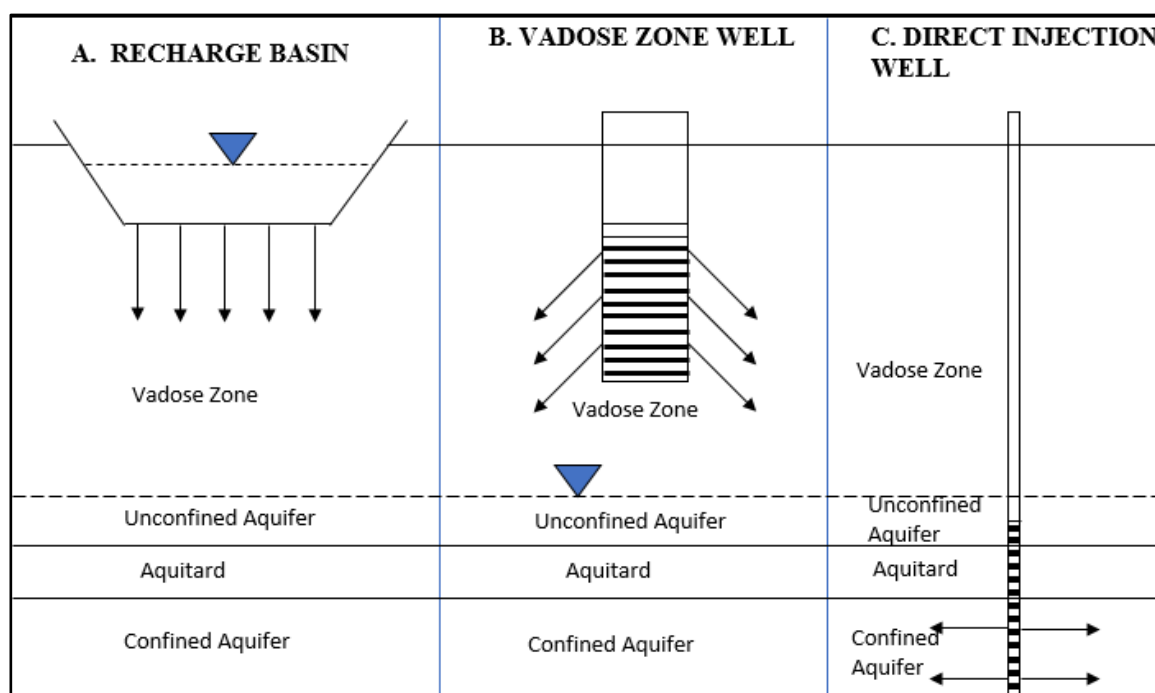 A. RECHARGE BASIN
Vadose Zone
Unconfined Aquifer
Aquitard
Confined Aquifer
B. VADOSE ZONE WELL
Vadose Zone
Unconfined Aquifer
Aquitard
Confined Aquifer
C. DIRECT INJECTION
WELL
Vadose Zone
Unconfined
Aquifer
Aquitard
Confined
Aquifer